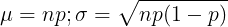 μ = np; σ = √np(1 − p)